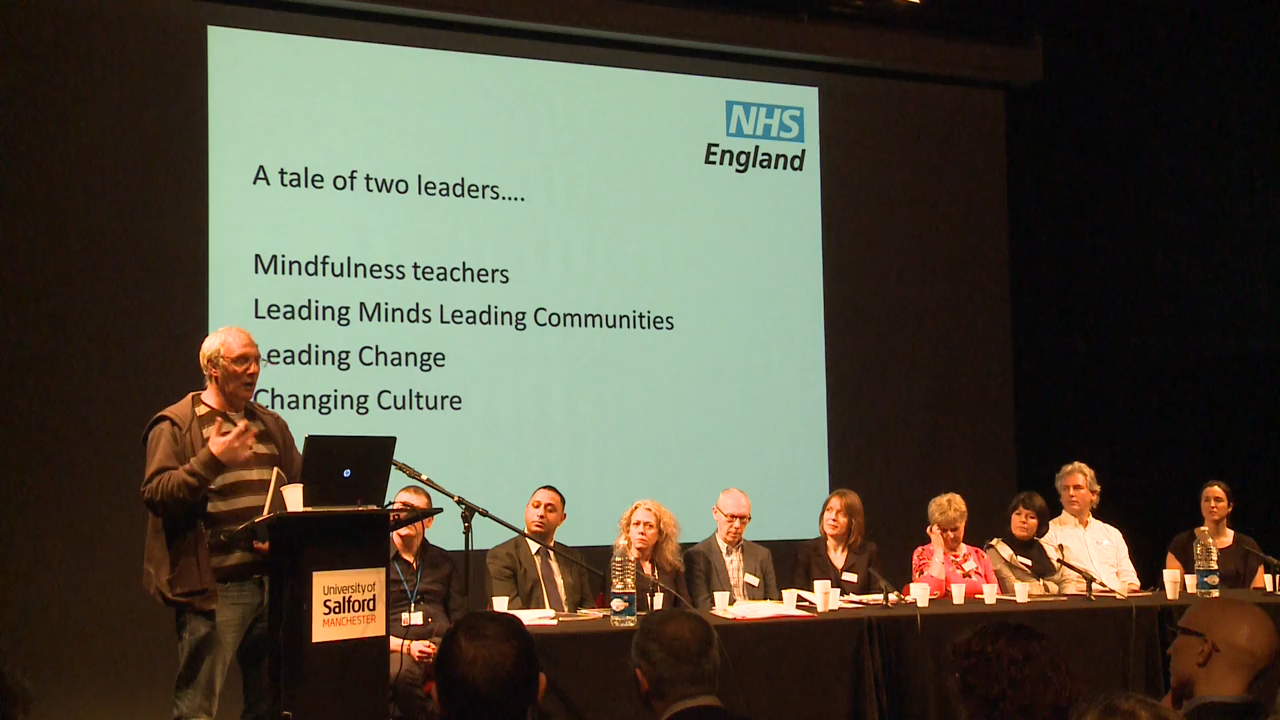 NHS
England
A tale of two leaders....
Mindfulness teachers
Leading Minds Leading Communities
Leading Change
Changing Culture
University of
Salford
MANCHESTER